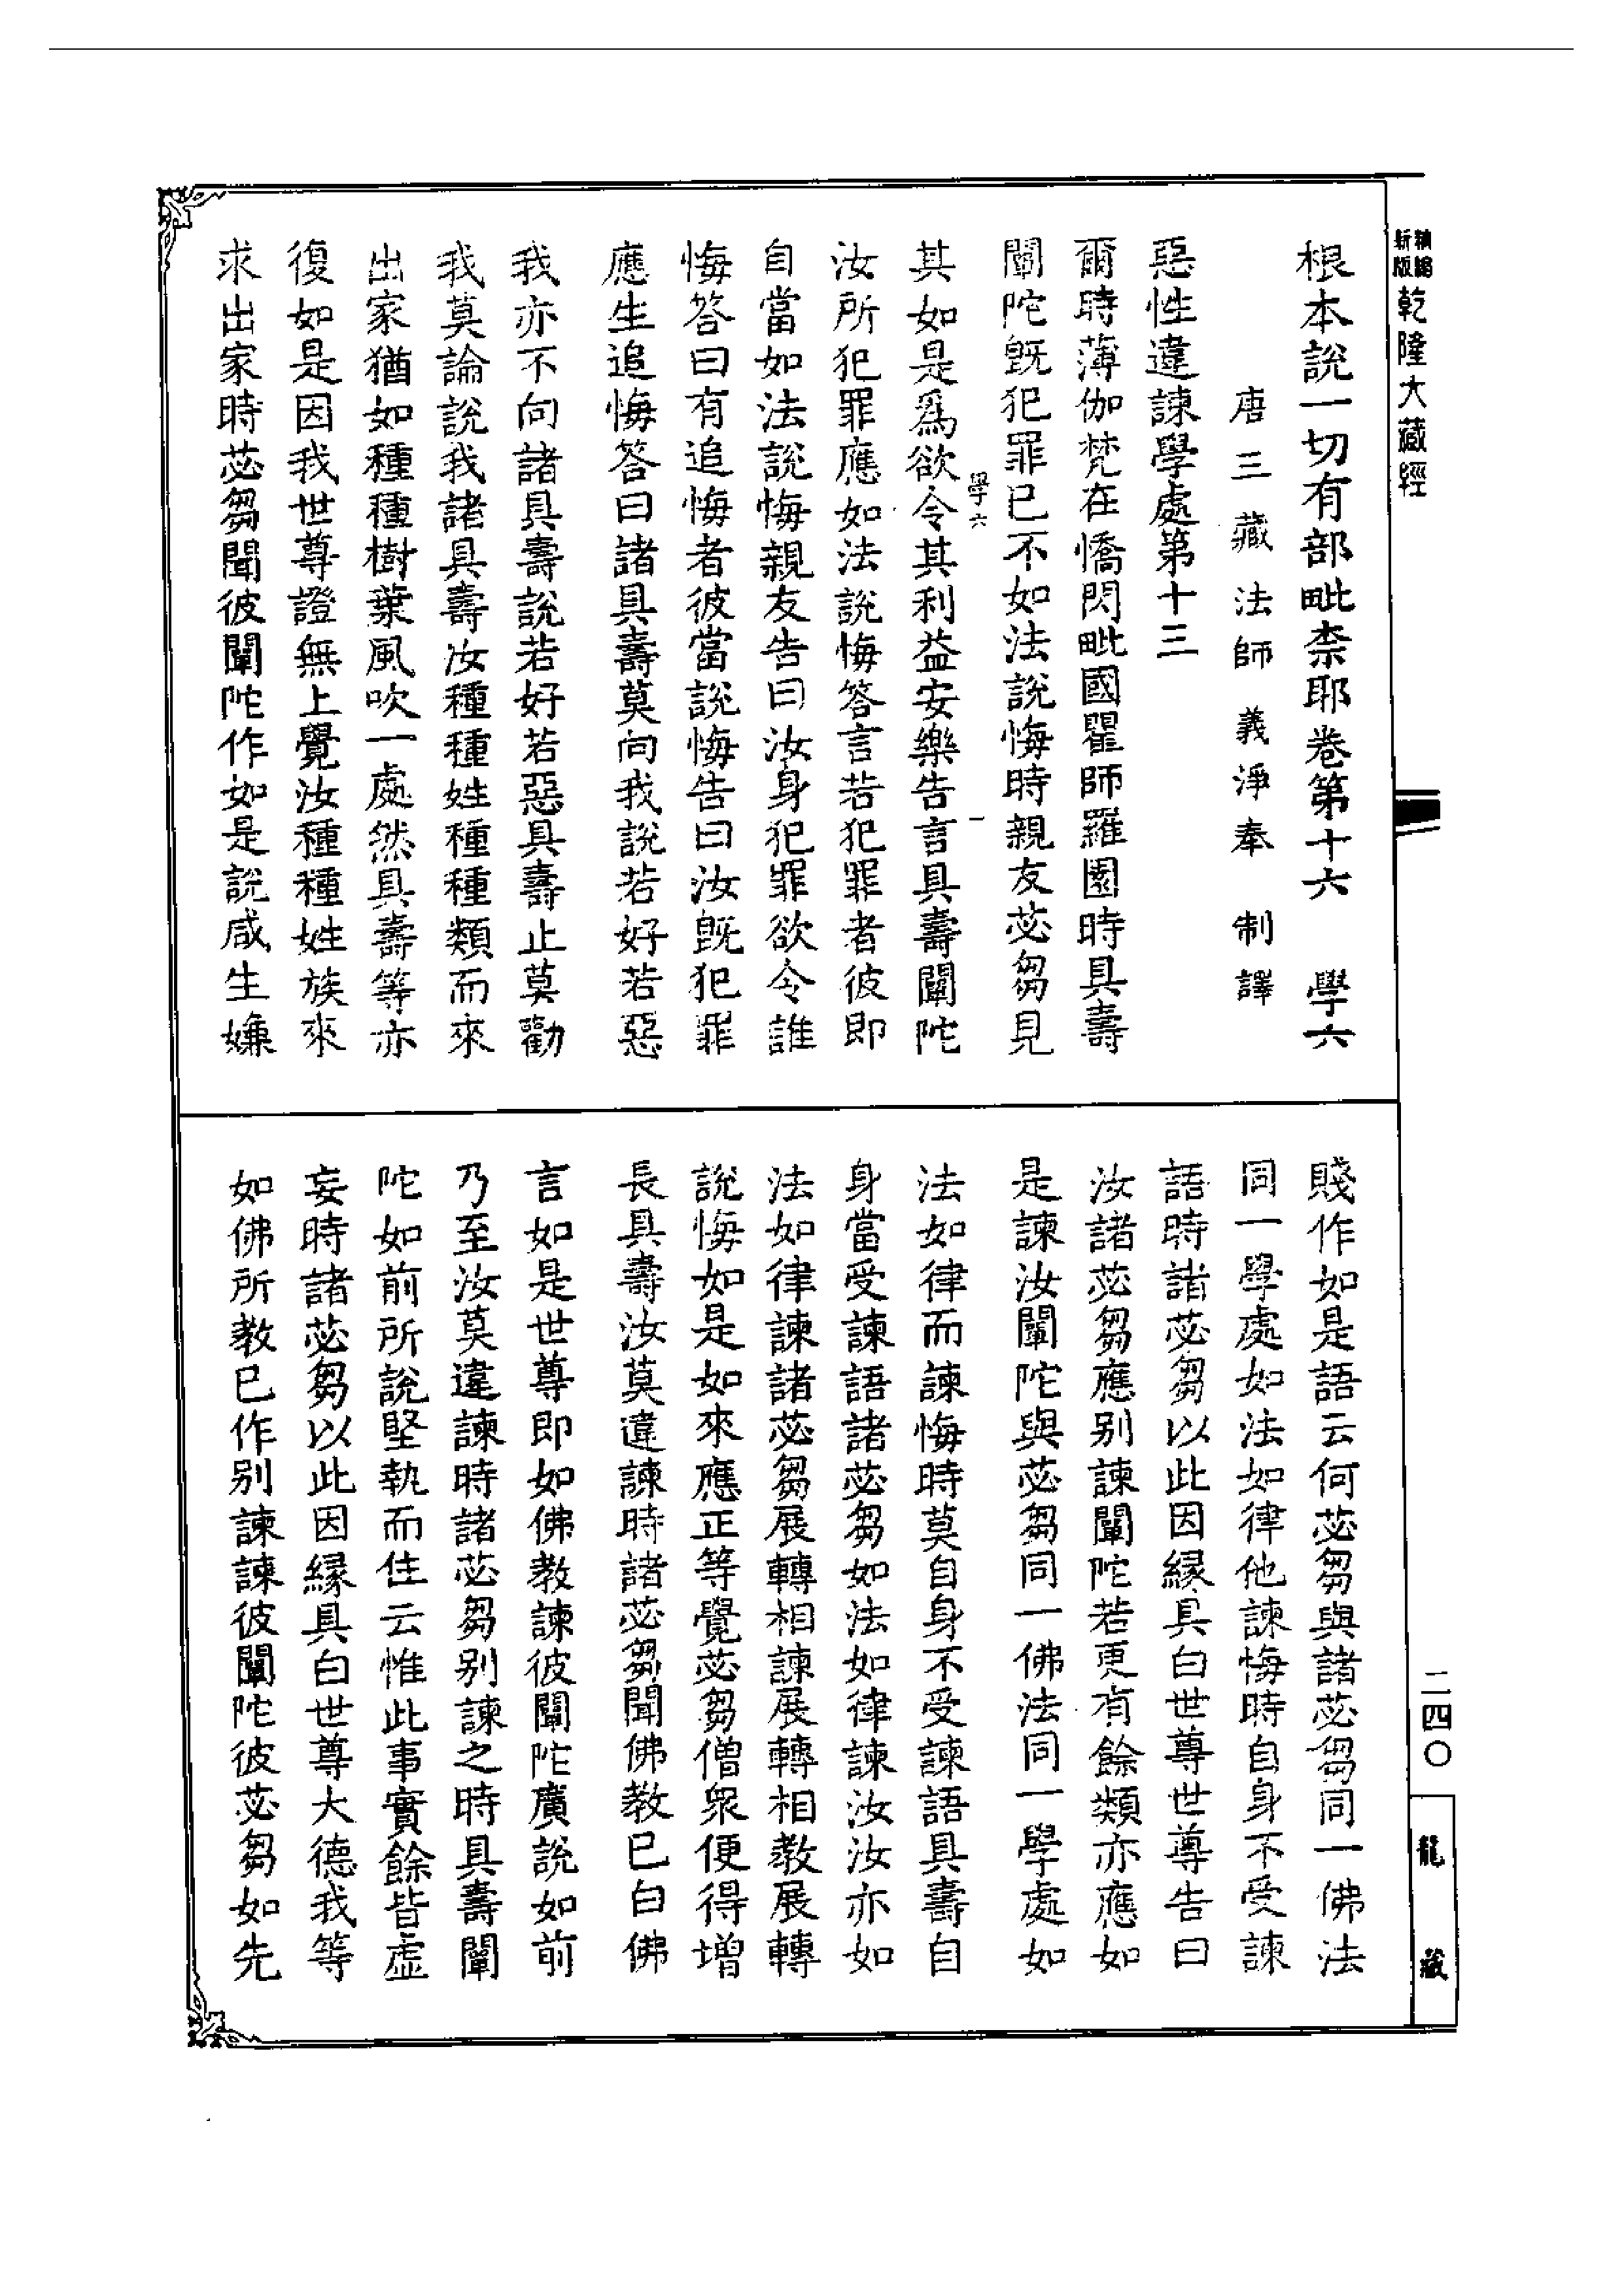 新編
新版
乾隆大藏經
根本說一切有部毗柰耶卷第十六 學六
唐三藏法師義淨奉 制譯
惡性違諫學處第十三
爾時薄伽梵在憍閃毗國瞿師羅園時具壽
闡陀旣犯罪已不如法說悔時親友苾芻見
學六 一
其如是爲欲令其利益安樂告言具壽闡陀
汝所犯罪應如法說悔答言若犯罪者彼即
自當如法說悔親友告曰汝身犯罪欲令誰
悔答曰有追悔者彼當說悔告曰汝旣犯罪
應生追悔答曰諸具壽莫向我說若好若惡
我亦不向諸具壽說若好若惡具壽止莫勸
我莫論說我諸具壽汝種種姓種種類而來
出家猶如種種樹葉風吹一處然具壽等亦
復如是因我世尊證無上覺汝種種姓族來
求出家時苾芻聞彼闡陀作如是說咸生嫌
賤作如是語云何苾芻與諸苾芻同一佛法
同一學處如法如律他諫悔時自身不受諫
語時諸苾芻以此因緣具白世尊世尊告曰
汝諸苾芻應别諫闡陀若更有餘類亦應如
是諫汝闡陀與苾芻同一佛法同一學處如
法如律而諫悔時莫自身不受諫語具壽自
身當受諫語諸苾芻如法如律諫汝汝亦如
法如律諫諸苾芻展轉相諫展轉相教展轉
說悔如是如來應正等覺苾芻僧衆便得增
長具壽汝莫違諫時諸苾芻聞佛教已白佛
言如是世尊即如佛教諫彼闡陀廣說如前
乃至汝莫違諫時諸苾芻别諫之時具壽闡
陀如前所說堅執而住云惟此事實餘皆虛
妄時諸苾芻以此因緣具白世尊大德我等
如佛所教已作别諫諫彼闡陀彼苾芻如先
二四〇
龍藏